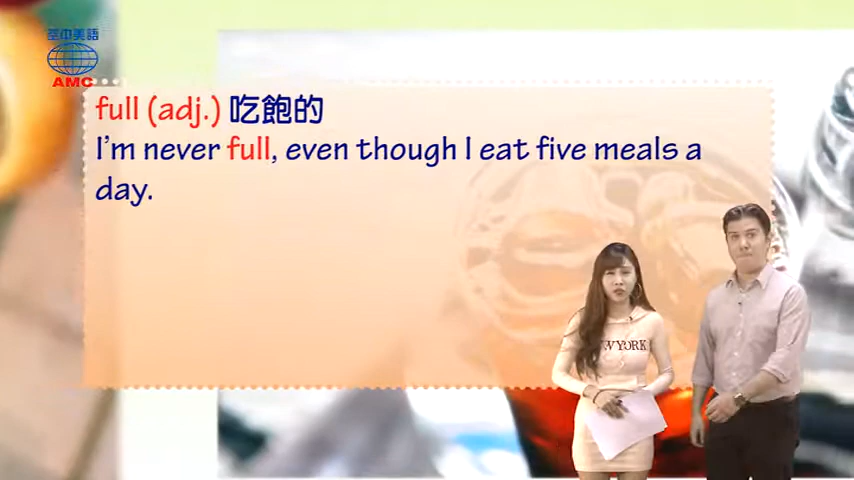 空中美語
AMC
full (adj.) 吃飽的
I'm never full, even though I eat five meals a
day.
W YORK